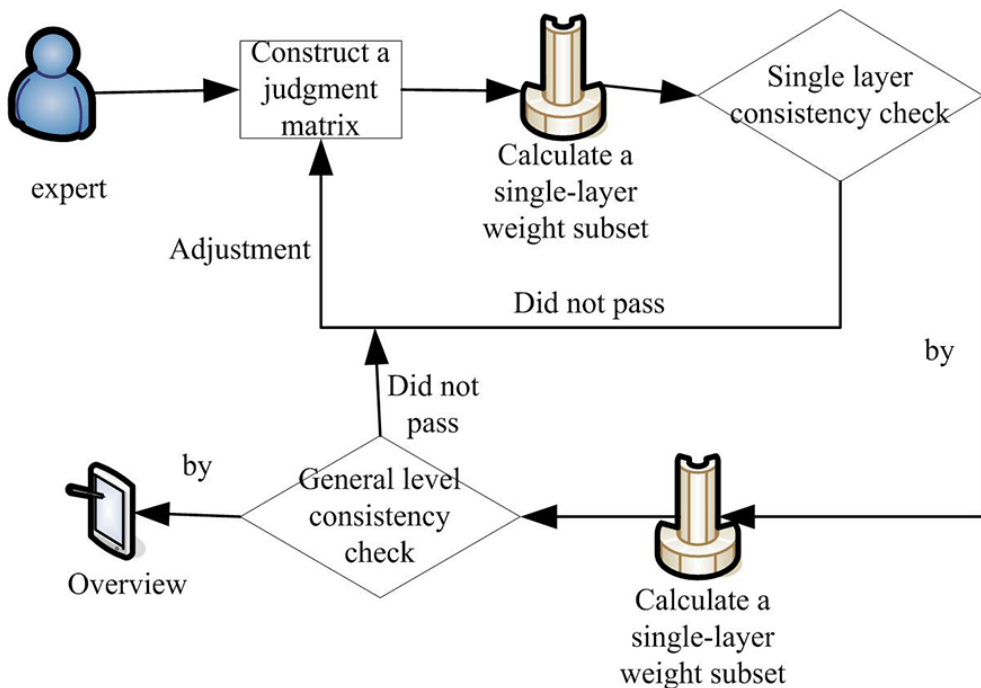 expert
Construct a
judgment
matrix
Calculate a
single-layer
weight subset
Single layer
consistency check
Adjustment
Did not pass
by
Did not
pass
by
General level
consistency
check
Overview
Calculate a
single-layer
weight subset